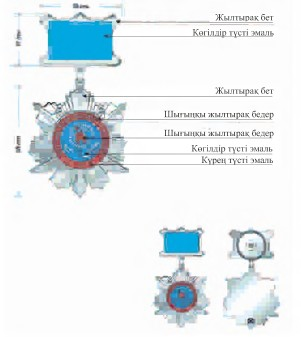 Жылтырақ бет
Көгілдір түсті эмаль
Жылтырақ бет
Шығыңқы жылтырақ бедер
Шығыңқы жылтырақ бедер
Көгілдір түсті эмаль
Күрең түсті эмаль